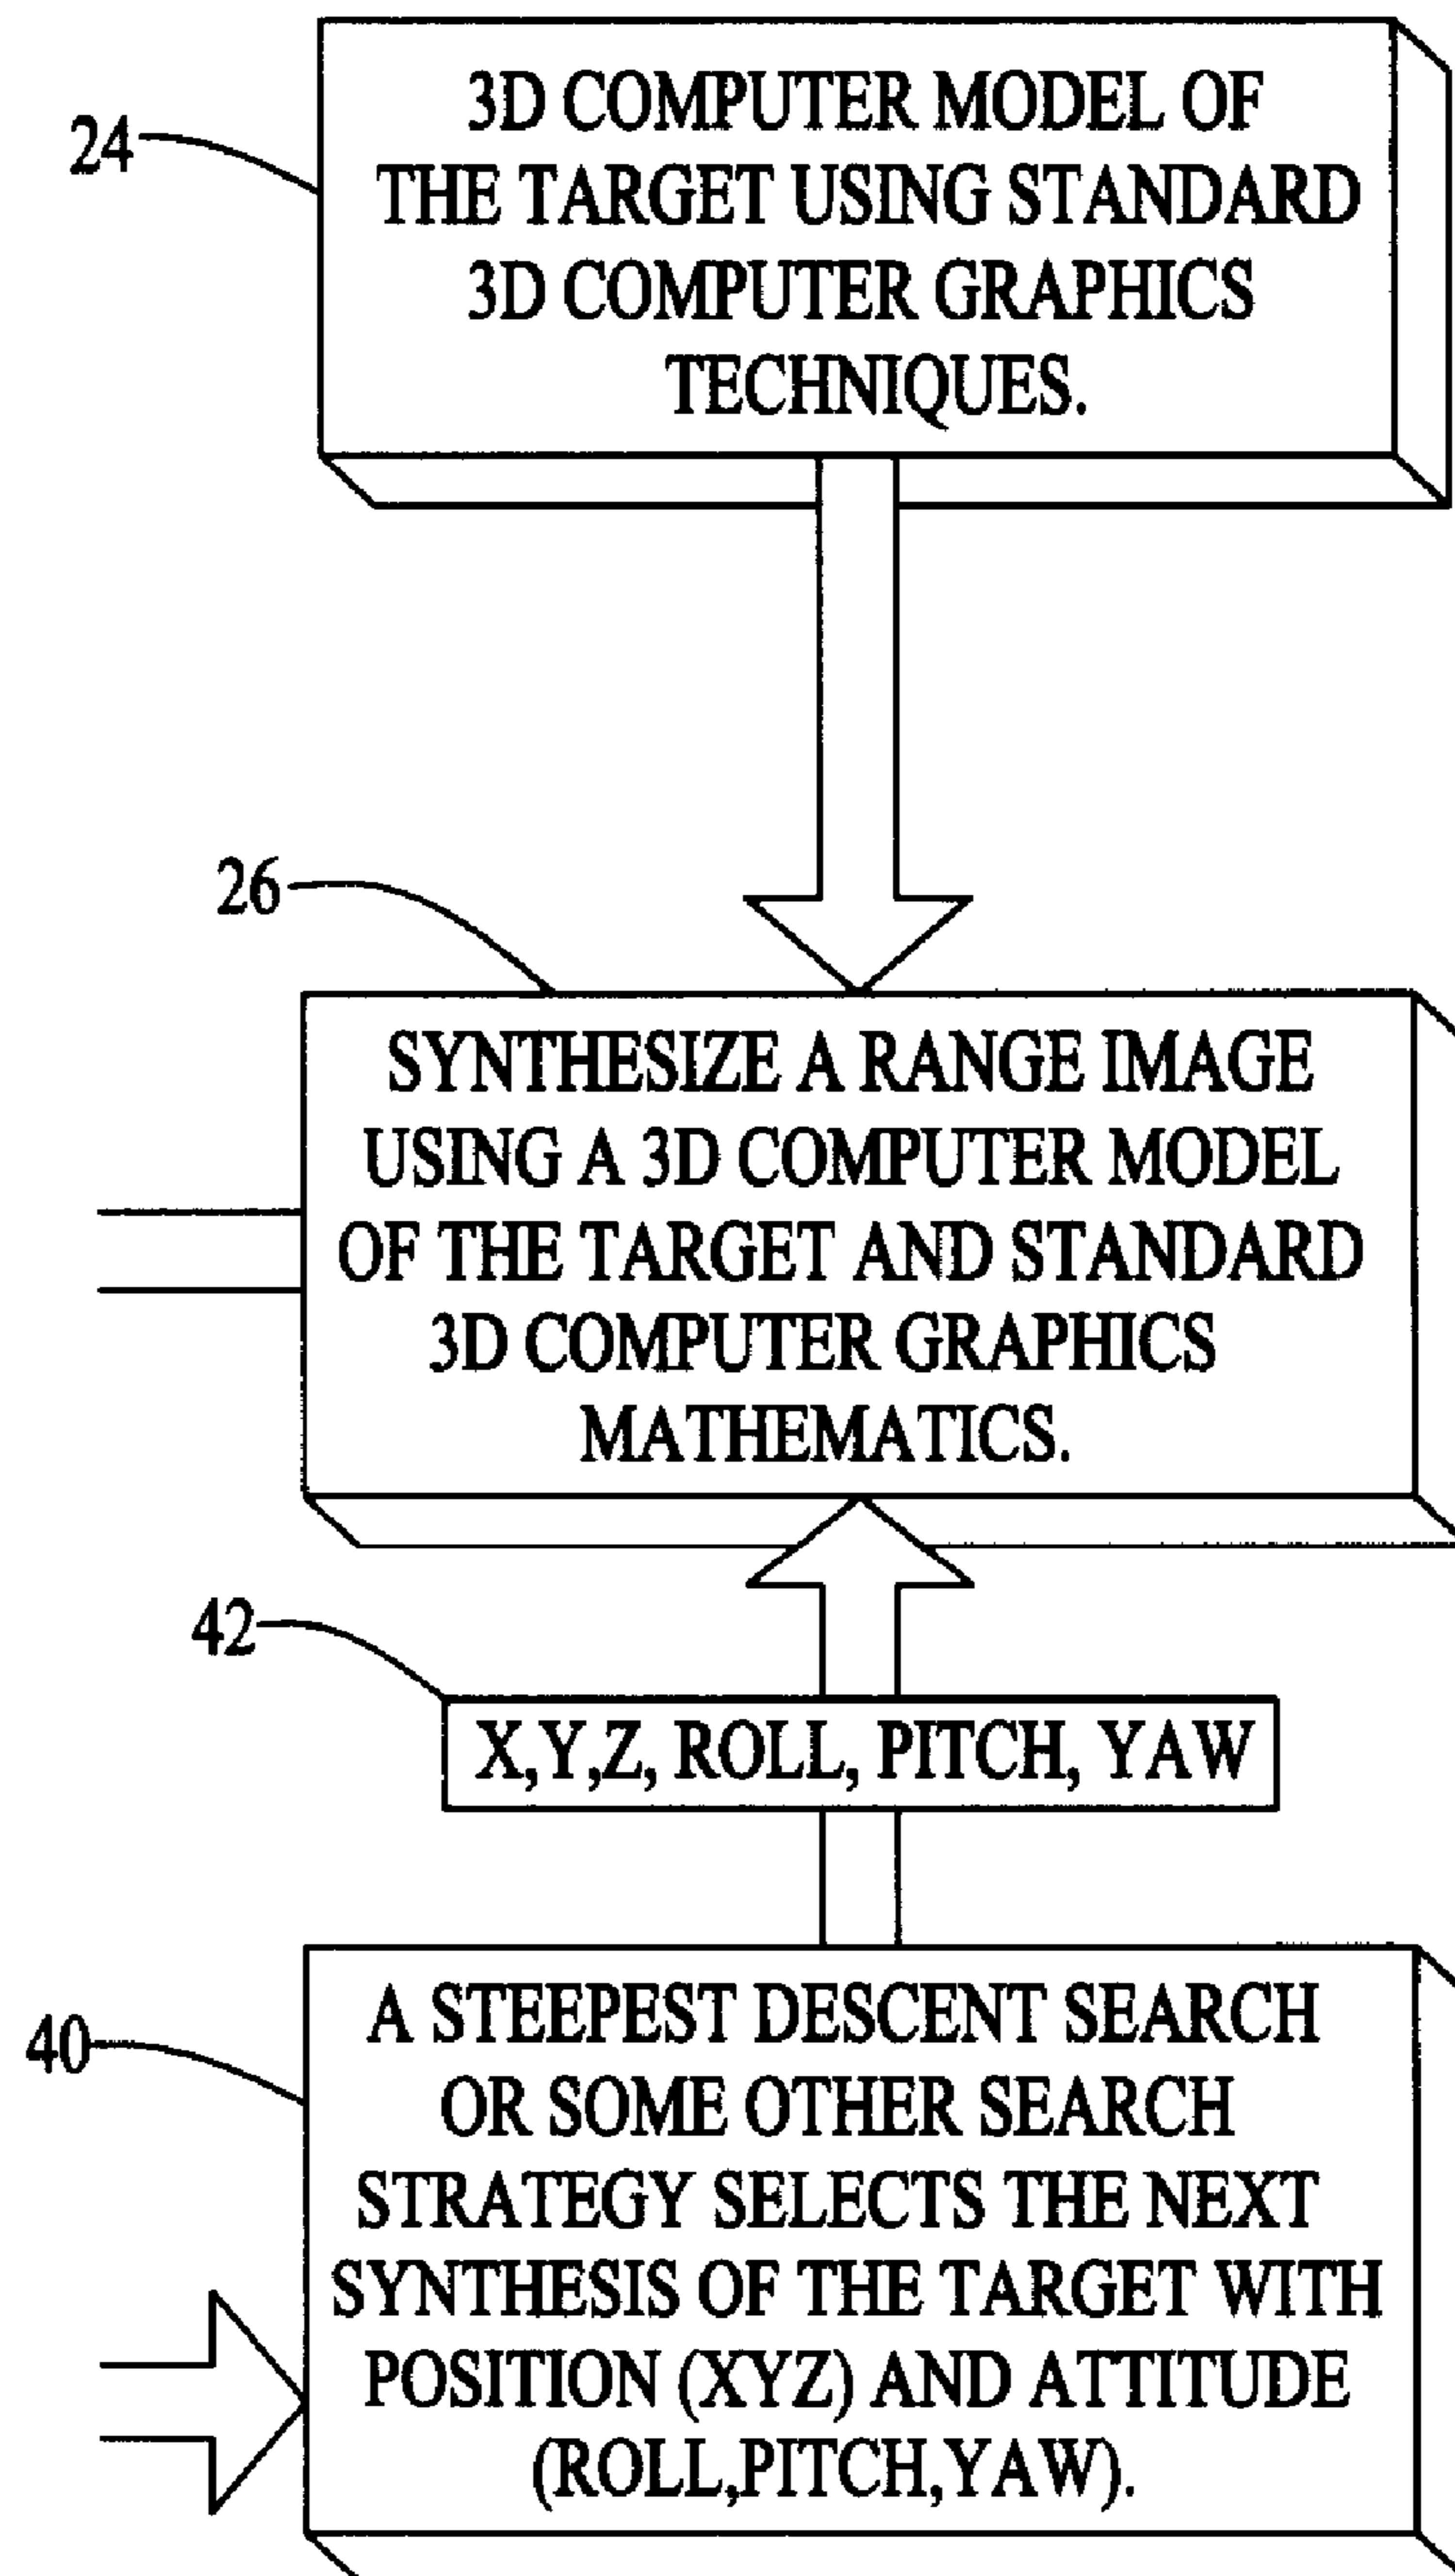 24
3D COMPUTER MODEL OF
THE TARGET USING STANDARD
3D COMPUTER GRAPHICS
TECHNIQUES.
26
SYNTHESIZE A RANGE IMAGE
USING A 3D COMPUTER MODEL
OF THE TARGET AND STANDARD
3D COMPUTER GRAPHICS
MATHEMATICS.
42
X,Y,Z, ROLL, PITCH, YAW
40
A STEEPEST DESCENT SEARCH
OR SOME OTHER SEARCH
STRATEGY SELECTS THE NEXT
SYNTHESIS OF THE TARGET WITH
POSITION (XYZ) AND ATTITUDE
(ROLL,PITCH,YAW).